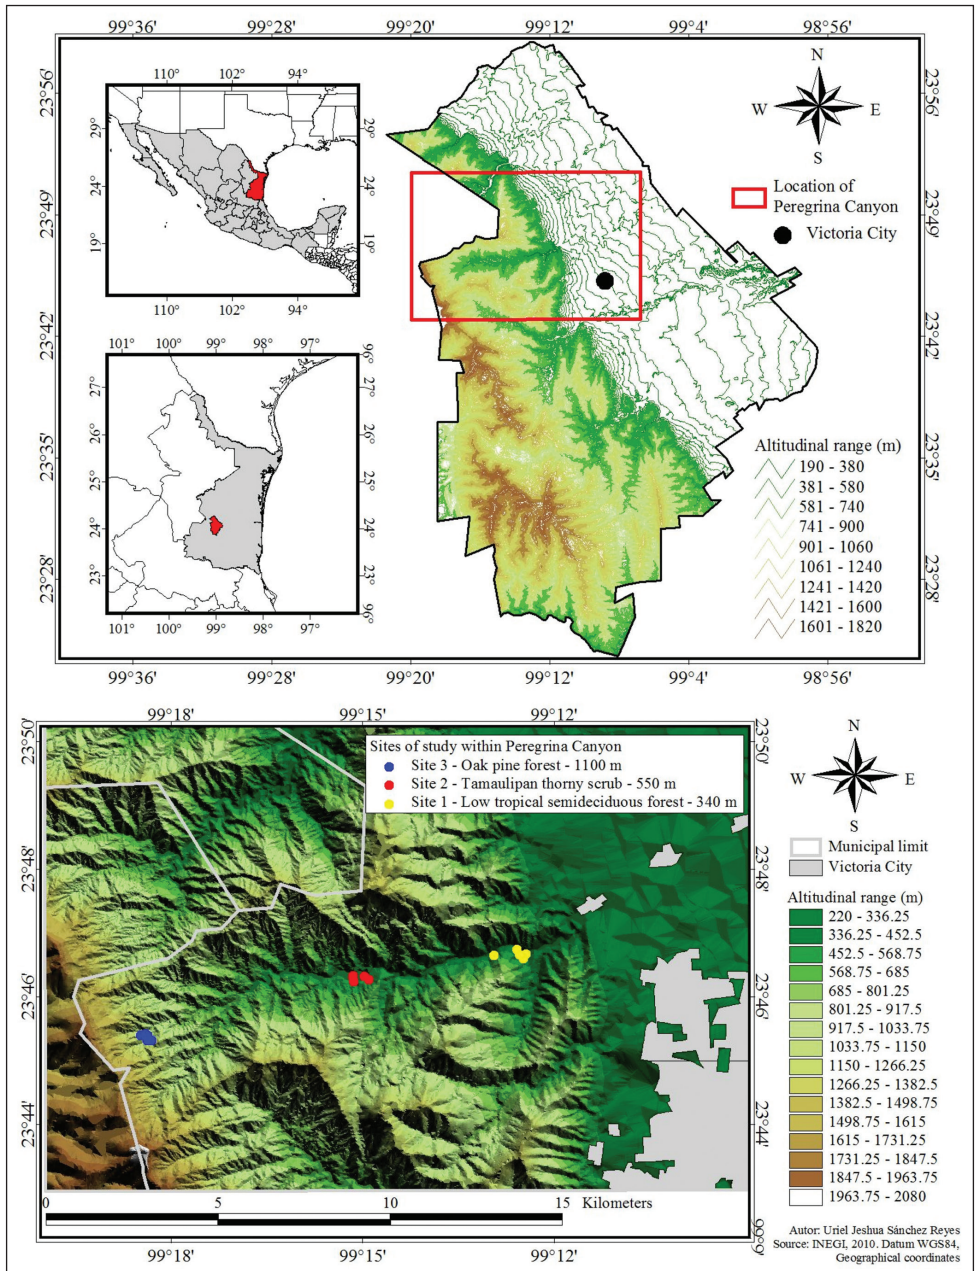 99°36' 99°28' 99°20' 99°12' 99°4' 98°56'
23°56' 23°56'
N
W E
S
110° 102° 94°
29° 29°
24° 24°
19° 19°
110° 102° 94°
Location of
Peregrina Canyon
Victoria City
23°49' 23°49'
23°42' 23°42'
101° 100° 99° 98° 97° 96°
27° 27°
26° 26°
25° 25°
24° 24°
23° 23°
101° 100° 99° 98° 97° 96°
23°35' 23°35'
23°28' 23°28'
Altitudinal range (m)
190 - 380
381 - 580
581 - 740
741 - 900
901 - 1060
1061 - 1240
1241 - 1420
1421 - 1600
1601 - 1820
99°36' 99°28' 99°20' 99°12' 99°4' 98°56'
99°18' 99°15' 99°12'
23°50' 23°50'
Sites of study within Peregrina Canyon
Site 3 - Oak pine forest - 1100 m
Site 2 - Tamaulipan thorny scrub - 550 m
Site 1 - Low tropical semideciduous forest - 340 m
N
W E
S
Municipal limit
Victoria City
23°48' 23°48'
23°46' 23°46'
23°44' 23°44'
Altitudinal range (m)
220 - 336.25
336.25 - 452.5
452.5 - 568.75
568.75 - 685
685 - 801.25
801.25 - 917.5
917.5 - 1033.75
1033.75 - 1150
1150 - 1266.25
1266.25 - 1382.5
1382.5 - 1498.75
1498.75 - 1615
1615 - 1731.25
1731.25 - 1847.5
1847.5 - 1963.75
1963.75 - 2080
0 5 10 15 Kilometers
99°9'
99°18' 99°15' 99°12'
Autor: Uriel Jeshua Sánchez Reyes
Source: INEGI, 2010. Datum WGS84,
Geographical coordinates